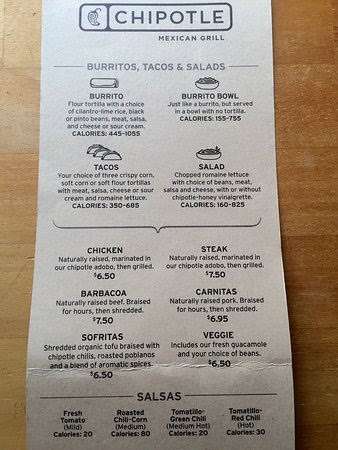 CHIPOTLE
MEXICAN GRILL
BURRITOS, TACOS & SALADS
BURRITO
Flour tortilla with a choice
of cilantro-lime rice, black
or pinto beans, meat, salsa,
and cheese or sour cream.
CALORIES: 445-1055
BURRITO BOWL
Just like a burrito, but served
in a bowl with no tortilla.
CALORIES: 155-755
TACOS
Your choice of three crispy corn,
soft corn or soft flour tortillas
with meat, salsa, cheese or sour
cream and romaine lettuce.
CALORIES: 350-685
SALAD
Chopped romaine lettuce
with choice of beans, meat,
salsa and cheese, with or without
chipotle-honey vinaigrette.
CALORIES: 160-825
CHICKEN
Naturally raised, marinated in
our chipotle adobo, then grilled.
$6.50
STEAK
Naturally raised, marinated in
our chipotle adobo, then grilled.
$7.50
BARBACOA
Naturally raised beef. Braised
for hours, then shredded.
$7.50
CARNITAS
Naturally raised pork. Braised
for hours, then shredded.
$6.95
SOFRITAS
Shredded organic tofu braised with
chipotle chilis, roasted poblanos
and a blend of aromatic spices.
$6.50
VEGGIE
Includes our fresh guacamole
and your choice of beans.
$6.50
SALSAS
Fresh
Tomato
(Mild)
Calories: 20
Roasted
Chili-Corn
(Medium)
Calories: 80
Tomatillo-
Green Chili
(Medium Hot)
Calories: 20
Tomatillo-
Red Chili
(Hot)
Calories: 30